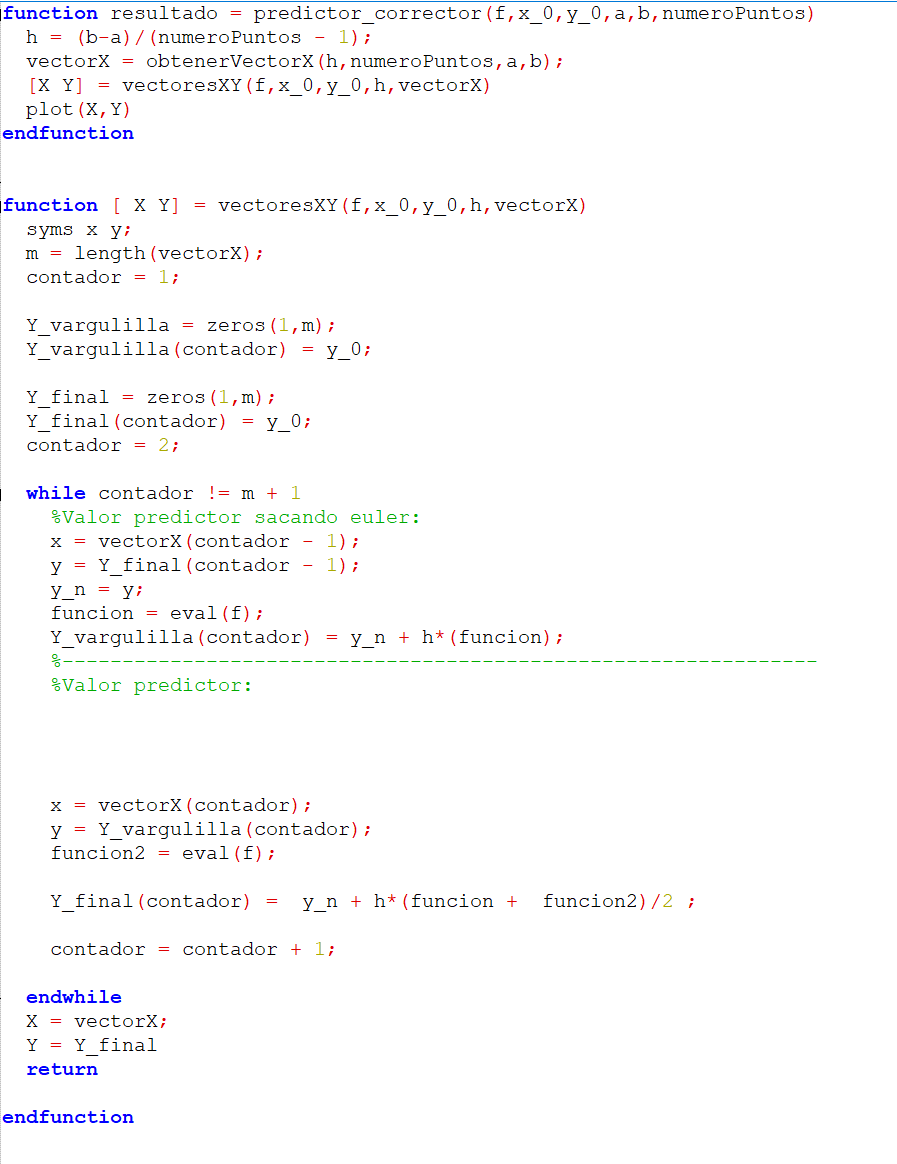 function resultado = predictor_corrector(f,x_0,y_0,a,b,numeroPuntos)
h = (b-a)/(numeroPuntos - 1);
vectorX = obtenerVectorX(h,numeroPuntos,a,b);
[X Y] = vectoresXY(f,x_0,y_0,h,vectorX)
plot(X,Y)
endfunction
function [ X Y] = vectoresXY(f,x_0,y_0,h,vectorX)
syms x y;
m = length(vectorX);
contador = 1;
Y_vargulilla = zeros(1,m);
Y_vargulilla(contador) = y_0;
Y_final = zeros(1,m);
Y_final(contador) = y_0;
contador = 2;
while contador != m + 1
%Valor predictor sacando euler:
x = vectorX(contador - 1);
y = Y_final(contador - 1);
y_n = y;
funcion = eval(f);
Y_vargulilla(contador) = y_n + h*(funcion);
%---------------------------------------------------------------
%Valor predictor:
x = vectorX(contador);
y = Y_vargulilla(contador);
funcion2 = eval(f);
Y_final(contador) =  y_n + h*(funcion +  funcion2)/2 ;
contador = contador + 1;
endwhile
X = vectorX;
Y = Y_final
return
endfunction